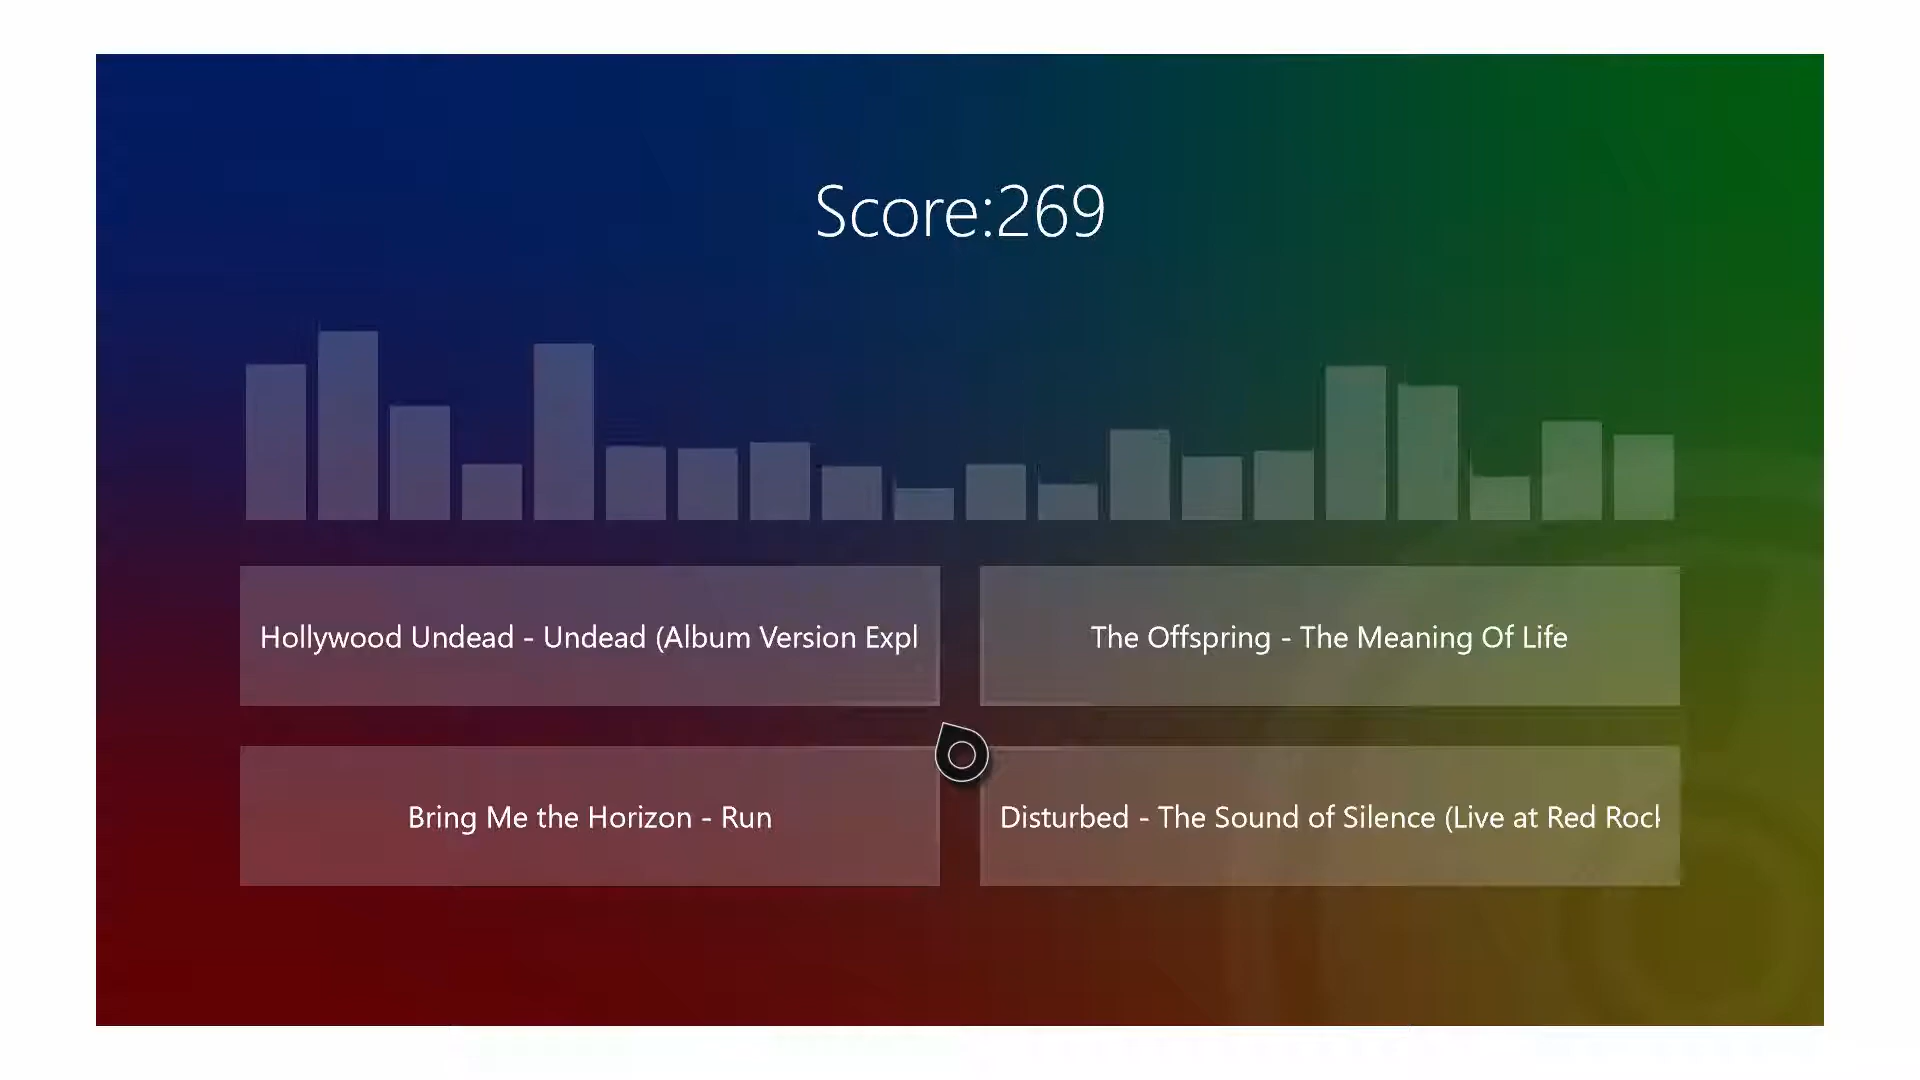 Score:269
Hollywood Undead - Undead (Album Version Expl
The Offspring - The Meaning Of Life
Bring Me the Horizon - Run
Disturbed - The Sound of Silence (Live at Red Rock